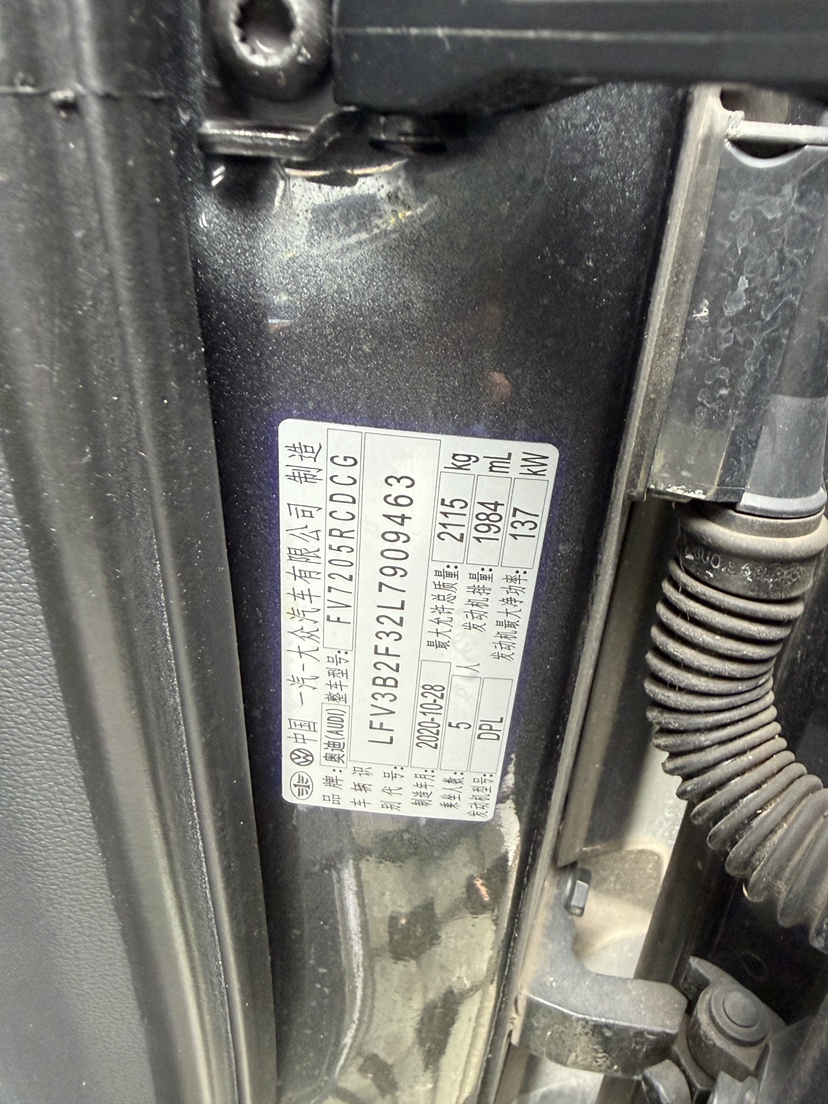 中国 一汽-大众汽车有限公司 制造
品 牌: 奥迪(AUDI) 整车型号: FV7205RCDCG
车 辆 识
别 代 号: LFV3B2F32L7909463
制造年月: 2020-10-28 最大允许总质量: 2115 kg
乘坐人数: 5 人 发动机排量: 1984 mL
发动机型号: DPL 发动机最大净功率: 137 kW